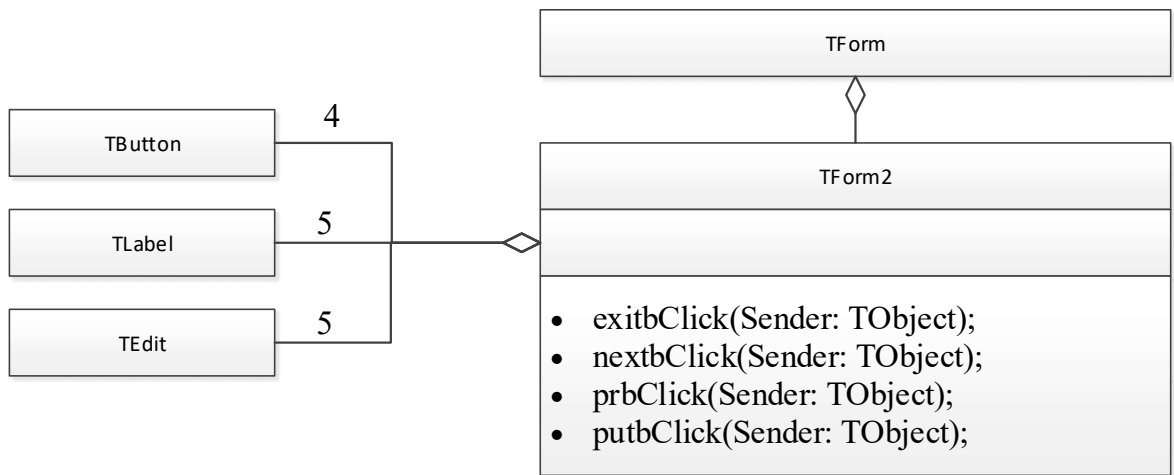 TForm
TButton
4
TForm2
TLabel
5
TEdit
5
• exitbClick(Sender: TObject);
• nextbClick(Sender: TObject);
• prbClick(Sender: TObject);
• putbClick(Sender: TObject);